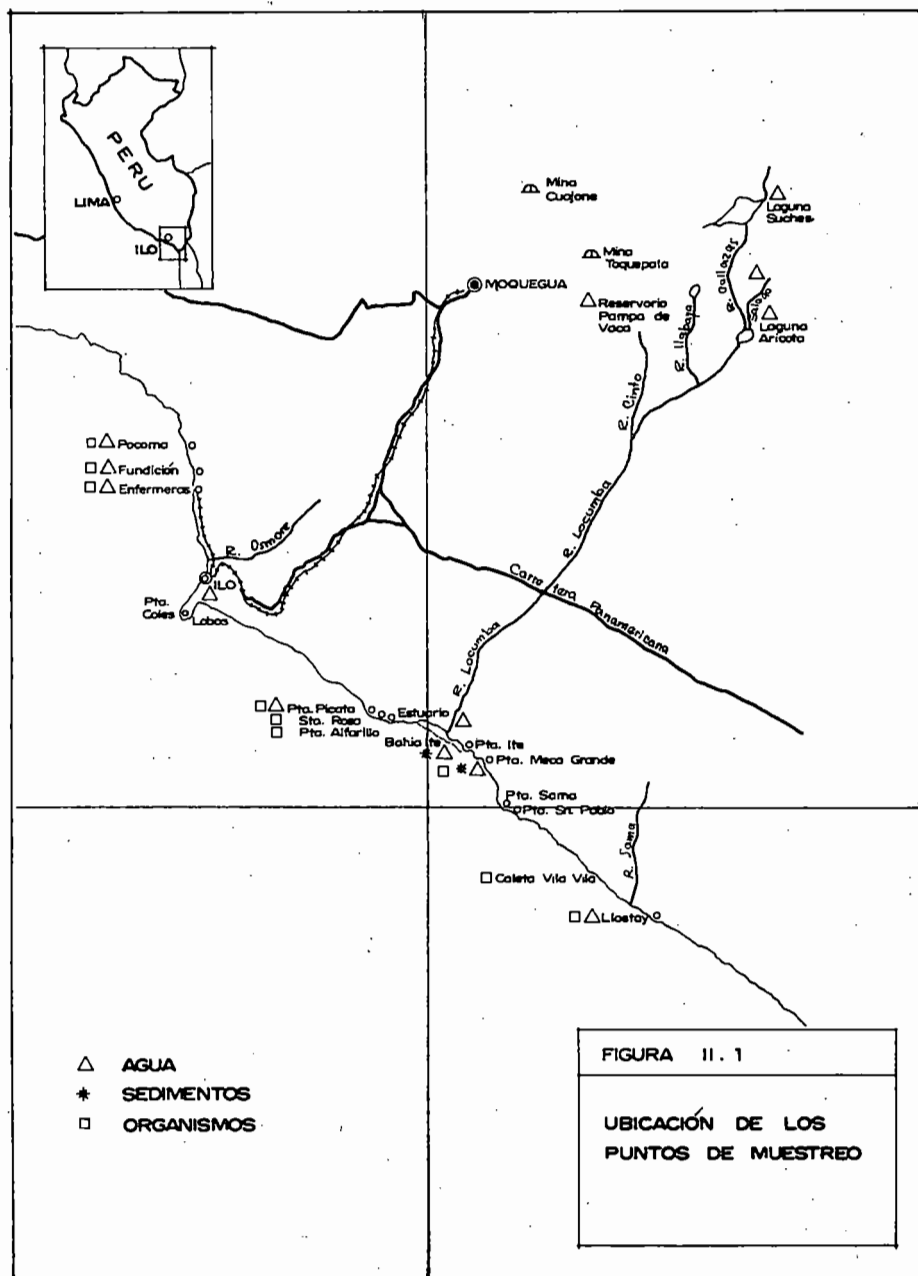 PERU
LIMA
ILO
Mina
Cuajone
Laguna
Suches
Mina
Toquepala
R. Callazas
MOQUEGUA
Reservorio
Pampa de
Vaca
R. Ilabaya
Salado
Laguna
Aricota
R. Cinto
Pocoma
Fundición
Enfermeras
R. Osmore
R. Locumba
ILO
Pta.
Coles
Lobos
Carretera Panamericana
R. Locumba
Pta. Picata
Estuario
Sta. Rosa
Pta. Alfarillo
Bahia Ite
Pta. Ite
Pta. Meca Grande
Pta. Sama
Pta. Sn. Pablo
R. Sama
Caleta Vila Vila
Llostay
AGUA
SEDIMENTOS
ORGANISMOS
FIGURA II.1
UBICACIÓN DE LOS
PUNTOS DE MUESTREO